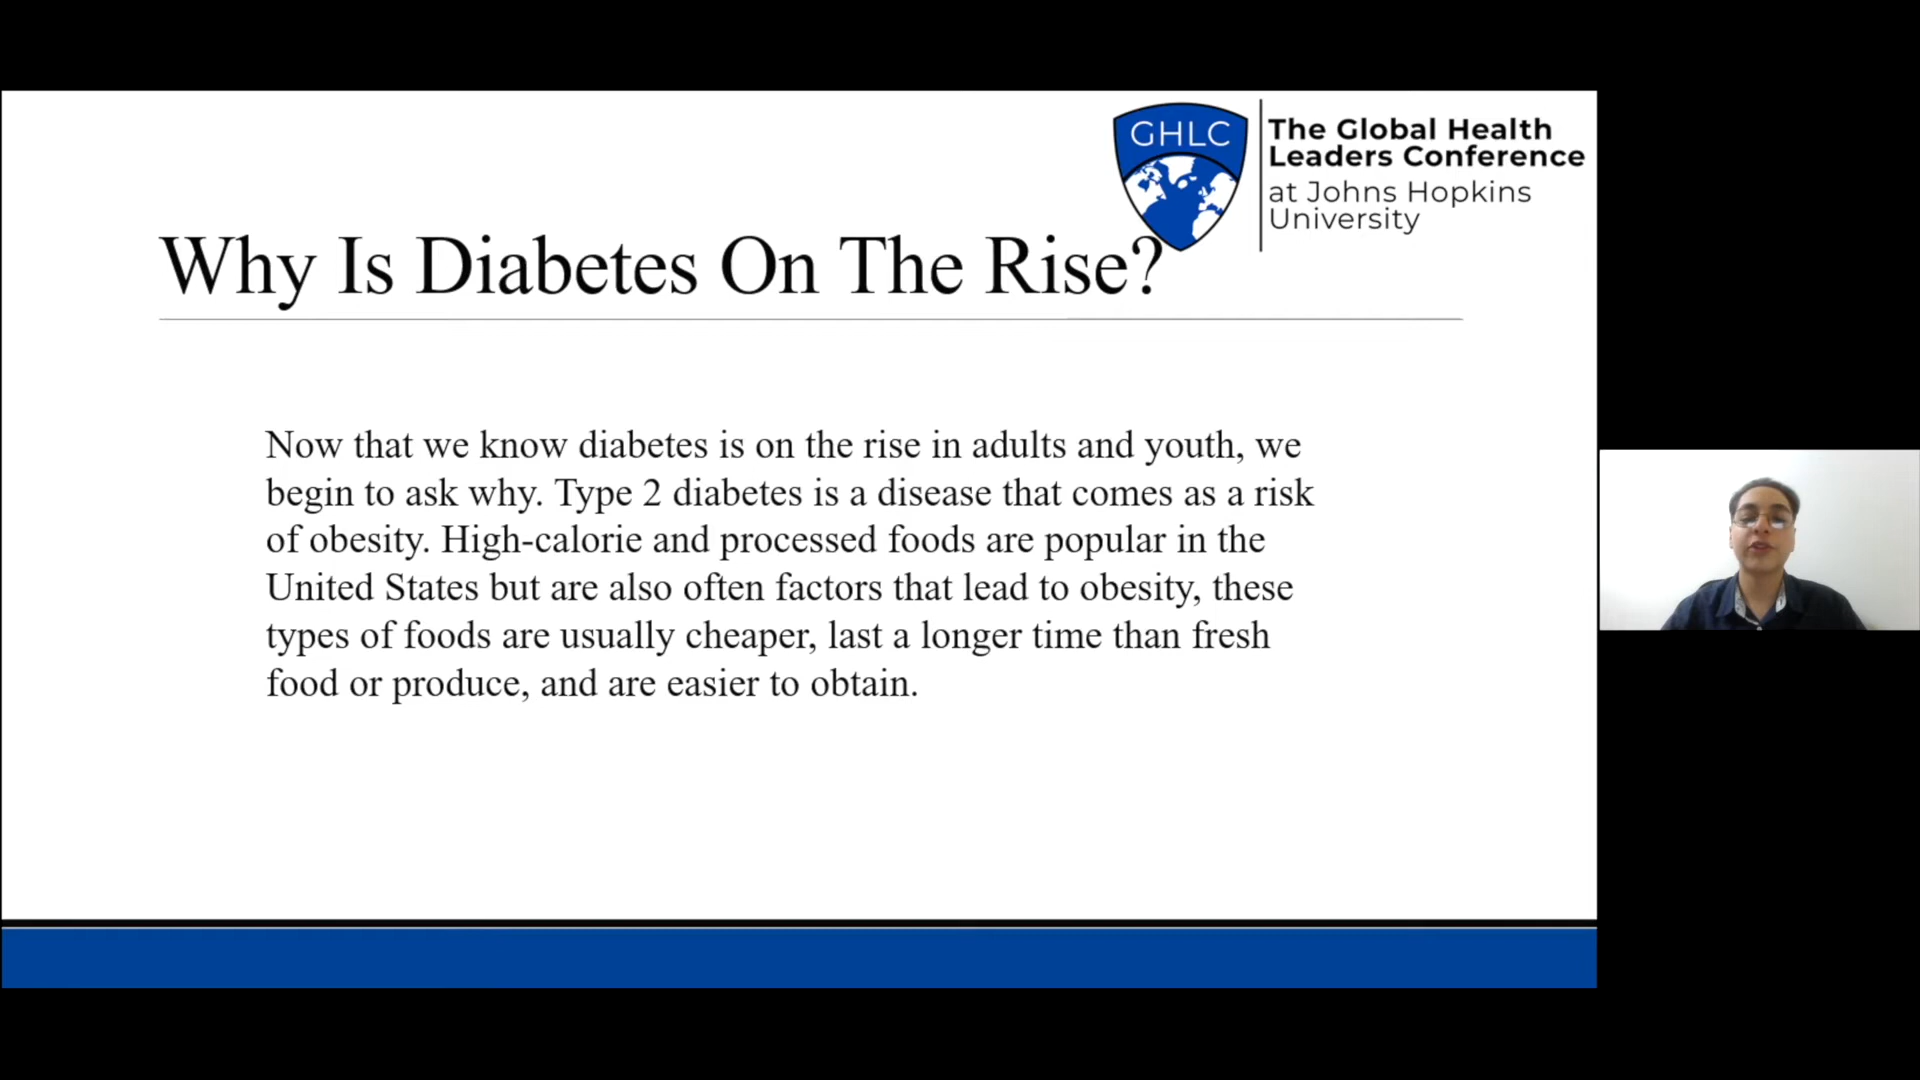 GHLC
The Global Health
Leaders Conference
at Johns Hopkins
University
Why Is Diabetes On The Rise?
Now that we know diabetes is on the rise in adults and youth, we
begin to ask why. Type 2 diabetes is a disease that comes as a risk
of obesity. High-calorie and processed foods are popular in the
United States but are also often factors that lead to obesity, these
types of foods are usually cheaper, last a longer time than fresh
food or produce, and are easier to obtain.